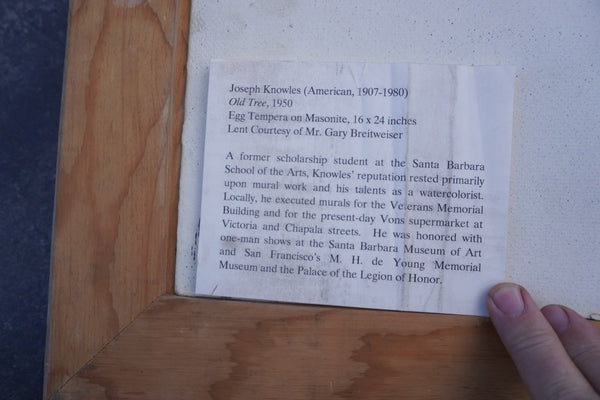 Joseph Knowles (American, 1907-1980)
Old Tree, 1950
Egg Tempera on Masonite, 16 x 24 inches
Lent Courtesy of Mr. Gary Breitweiser
A former scholarship student at the Santa Barbara
School of the Arts, Knowles' reputation rested primarily
upon mural work and his talents as a watercolorist.
Locally, he executed murals for the Veterans Memorial
Building and for the present-day Vons supermarket at
Victoria and Chapala streets. He was honored with
one-man shows at the Santa Barbara Museum of Art
and San Francisco's M. H. de Young Memorial
Museum and the Palace of the Legion of Honor.